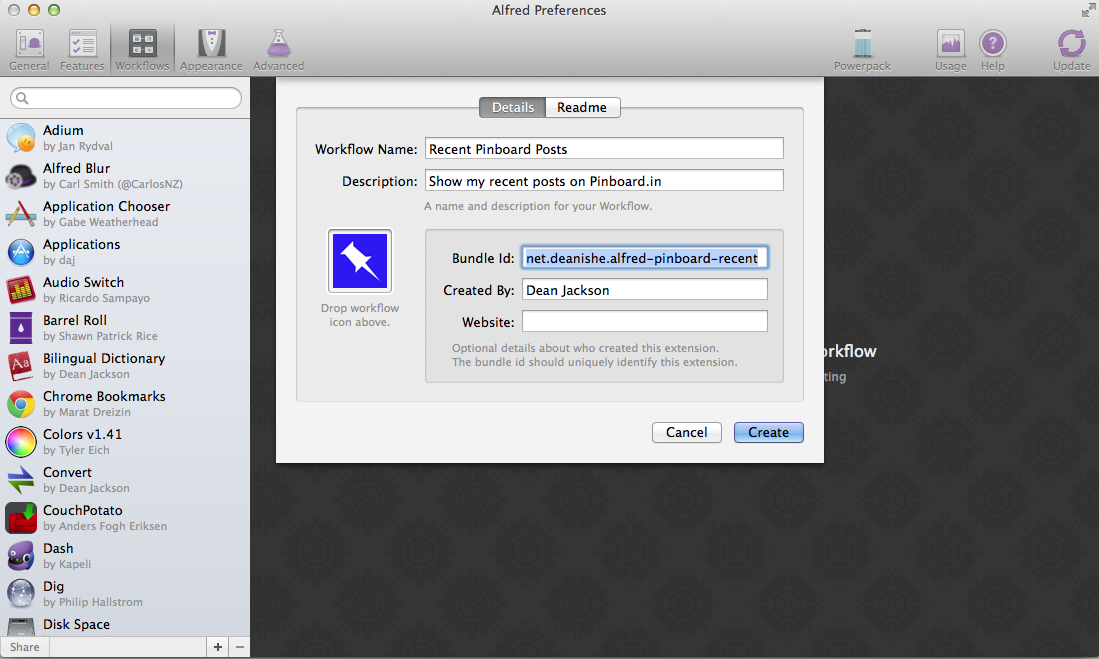 Alfred Preferences
General
Features
Workflows
Appearance
Advanced
Powerpack
Usage
Help
Update
Adium
by Jan Rydval
Alfred Blur
by Carl Smith (@CarlosNZ)
Application Chooser
by Gabe Weatherhead
Applications
by daj
Audio Switch
by Ricardo Sampayo
Barrel Roll
by Shawn Patrick Rice
Bilingual Dictionary
by Dean Jackson
Chrome Bookmarks
by Marat Dreizin
Colors v1.41
by Tyler Eich
Convert
by Dean Jackson
CouchPotato
by Anders Fogh Eriksen
Dash
by Kapeli
Dig
by Philip Hallstrom
Disk Space
Share
+ −
Details Readme
Workflow Name: Recent Pinboard Posts
Description: Show my recent posts on Pinboard.in
A name and description for your Workflow.
Drop workflow
icon above.
Bundle Id: net.deanishe.alfred-pinboard-recent
Created By: Dean Jackson
Website:
Optional details about who created this extension.
The bundle id should uniquely identify this extension.
Cancel Create
orkflow
ting